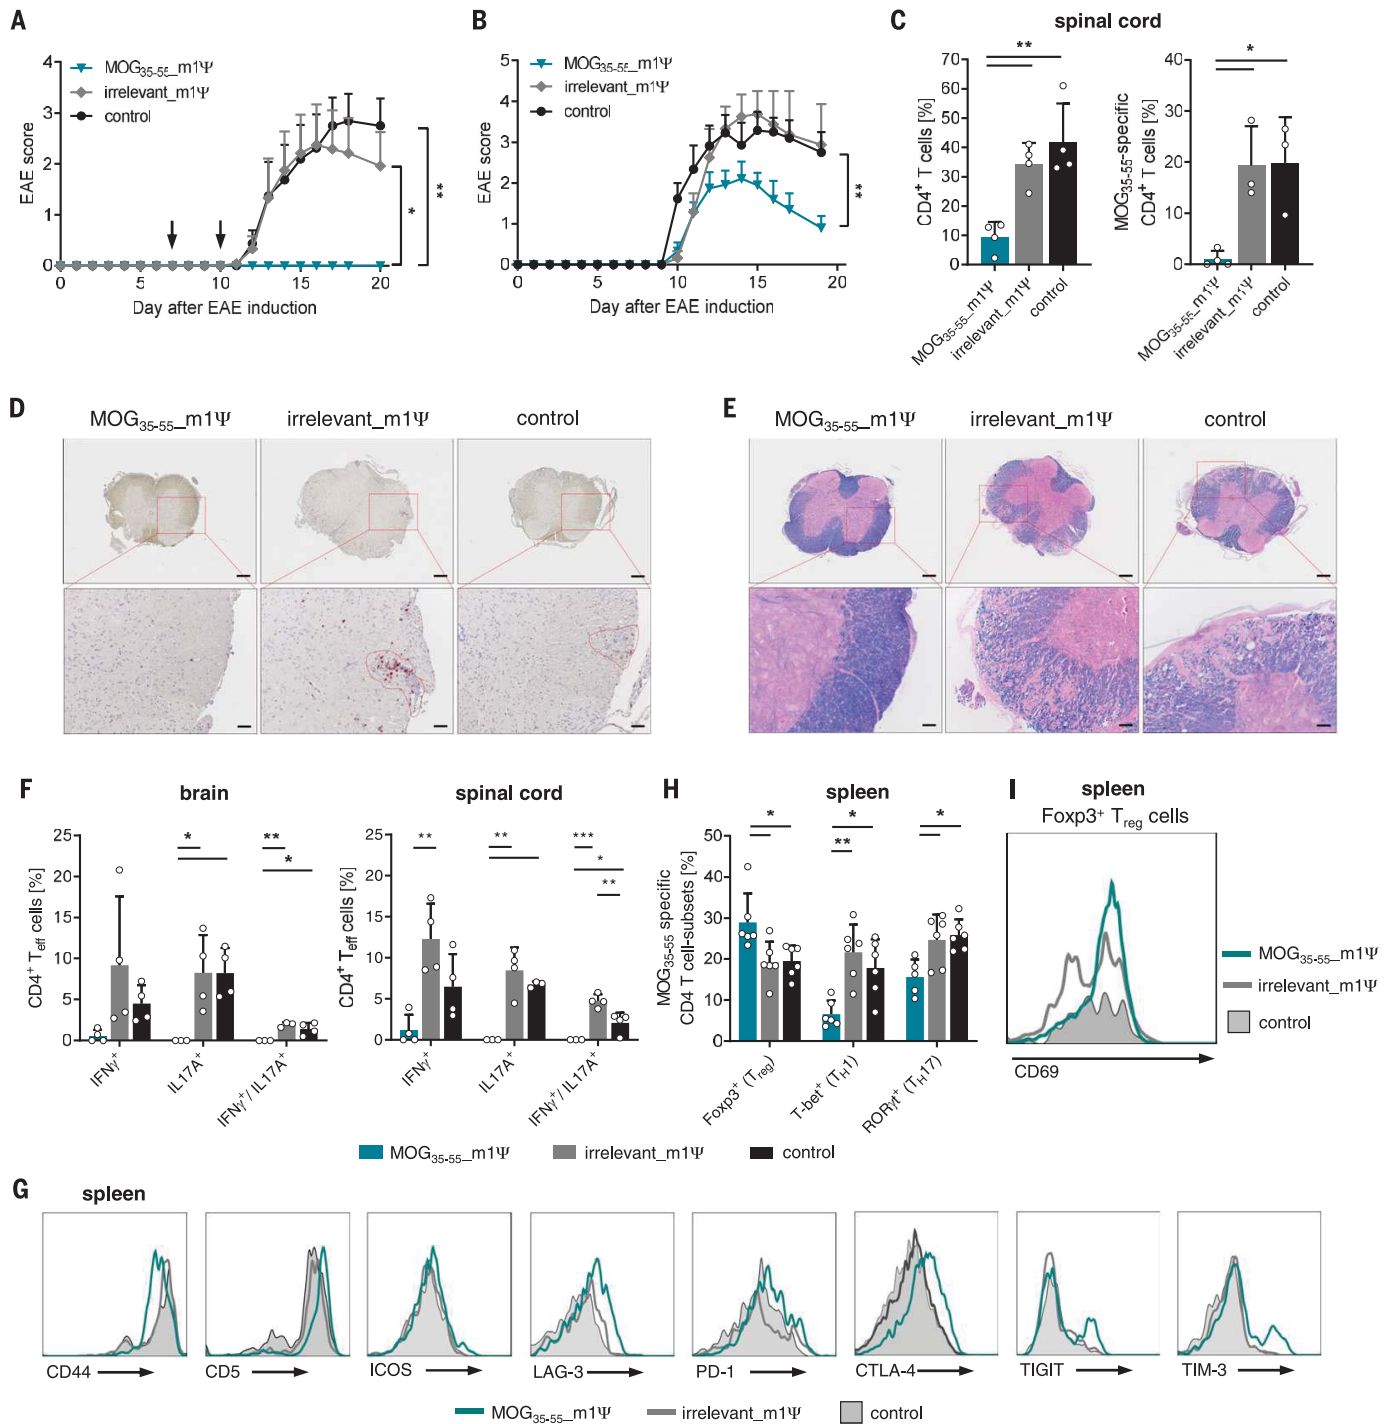 A
4
3
2
1
0
EAE score
MOG35-55_m1Ψ
irrelevant_m1Ψ
control
*
**
0 5 10 15 20
Day after EAE induction
B
5
4
3
2
1
0
EAE score
MOG35-55_m1Ψ
irrelevant_m1Ψ
control
**
0 5 10 15 20
Day after EAE induction
C
spinal cord
70
60
50
40
30
20
10
0
CD4+ T cells [%]
**
MOG35-55_m1Ψ
irrelevant_m1Ψ
control
40
30
20
10
0
MOG35-55-specific
CD4+ T cells [%]
*
MOG35-55_m1Ψ
irrelevant_m1Ψ
control
D
MOG35-55_m1Ψ irrelevant_m1Ψ control
E
MOG35-55_m1Ψ irrelevant_m1Ψ control
F
brain
25
20
15
10
5
0
CD4+ Teff cells [%]
* ** *
IFNγ+
IL17A+
IFNγ+/ IL17A+
spinal cord
25
20
15
10
5
0
CD4+ Teff cells [%]
** ** *** * **
IFNγ+
IL17A+
IFNγ+/ IL17A+
MOG35-55_m1Ψ irrelevant_m1Ψ control
H
spleen
50
40
30
20
10
0
MOG35-55 specific
CD4 T cell-subsets [%]
* * ** *
Foxp3+ (Treg)
T-bet+ (TH1)
RORγt+ (TH17)
I
spleen
Foxp3+ Treg cells
CD69
MOG35-55_m1Ψ
irrelevant_m1Ψ
control
G
spleen
CD44 CD5 ICOS LAG-3 PD-1 CTLA-4 TIGIT TIM-3
MOG35-55_m1Ψ irrelevant_m1Ψ control